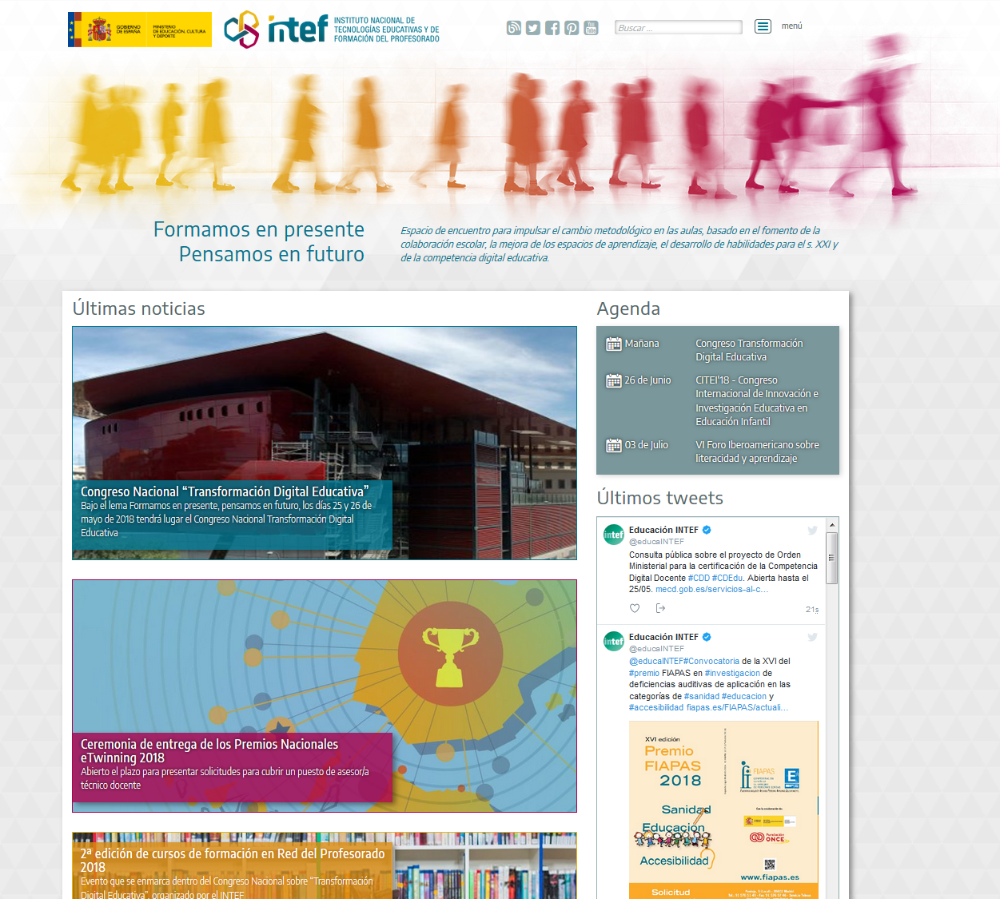 GOBIERNO
DE ESPAÑA
MINISTERIO
DE EDUCACIÓN, CULTURA
Y DEPORTE
intef
INSTITUTO NACIONAL DE
TECNOLOGÍAS EDUCATIVAS Y DE
FORMACIÓN DEL PROFESORADO
You
Tube
Buscar ...
menú
Formamos en presente
Pensamos en futuro
Espacio de encuentro para impulsar el cambio metodológico en las aulas, basado en el fomento de la
colaboración escolar, la mejora de los espacios de aprendizaje, el desarrollo de habilidades para el s. XXI y
de la competencia digital educativa.
Últimas noticias
Congreso Nacional “Transformación Digital Educativa”
Bajo el lema Formamos en presente, pensamos en futuro, los días 25 y 26 de
mayo de 2018 tendrá lugar el Congreso Nacional Transformación Digital
Educativa
Ceremonia de entrega de los Premios Nacionales
eTwinning 2018
Abierto el plazo para presentar solicitudes para cubrir un puesto de asesor/a
técnico docente
2ª edición de cursos de formación en Red del Profesorado
2018
Evento que se enmarca dentro del Congreso Nacional sobre “Transformación
Digital Educativa”, organizado por el INTEF
Agenda
Mañana
Congreso Transformación
Digital Educativa
26 de Junio
CITEI'18 - Congreso
Internacional de Innovación e
Investigación Educativa en
Educación Infantil
03 de Julio
VI Foro Iberoamericano sobre
literacidad y aprendizaje
Últimos tweets
intef
Educación INTEF
@educaINTEF
Consulta pública sobre el proyecto de Orden
Ministerial para la certificación de la Competencia
Digital Docente #CDD #CDEdu. Abierta hasta el
25/05. mecd.gob.es/servicios-al-c…
21s
intef
Educación INTEF
@educaINTEF
@educaINTEF#Convocatoria de la XVI del
#premio FIAPAS en #investigacion de
deficiencias auditivas de aplicación en las
categorías de #sanidad #educacion y
#accesibilidad fiapas.es/FIAPAS/actuali…
XVI edición
Premio
FIAPAS
2018
FIAPAS
Sanidad
Educación
Accesibilidad
Con la colaboración de:
Fundación
ONCE
www.fiapas.es
Solicitud